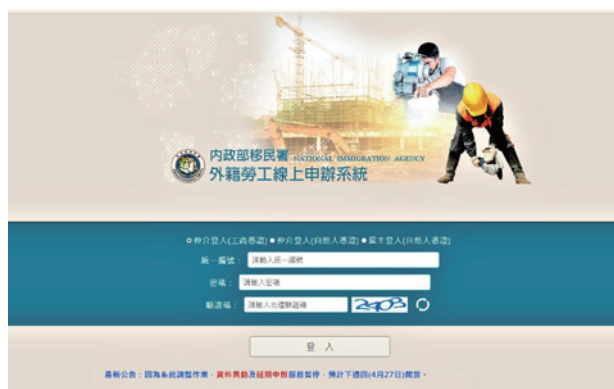 內政部移民署 NATIONAL IMMIGRATION AGENCY
外籍勞工線上申辦系統
仲介登入(工商憑證) 仲介登入(自然人憑證) 雇主登入(自然人憑證)
統一編號： 請輸入統一編號
密碼： 請輸入密碼
驗證碼： 請輸入右邊驗證碼 2903
登 入
最新公告：因為系統調整作業，資料異動及延期申辦服務暫停，預計下週四(4月27日)開放。